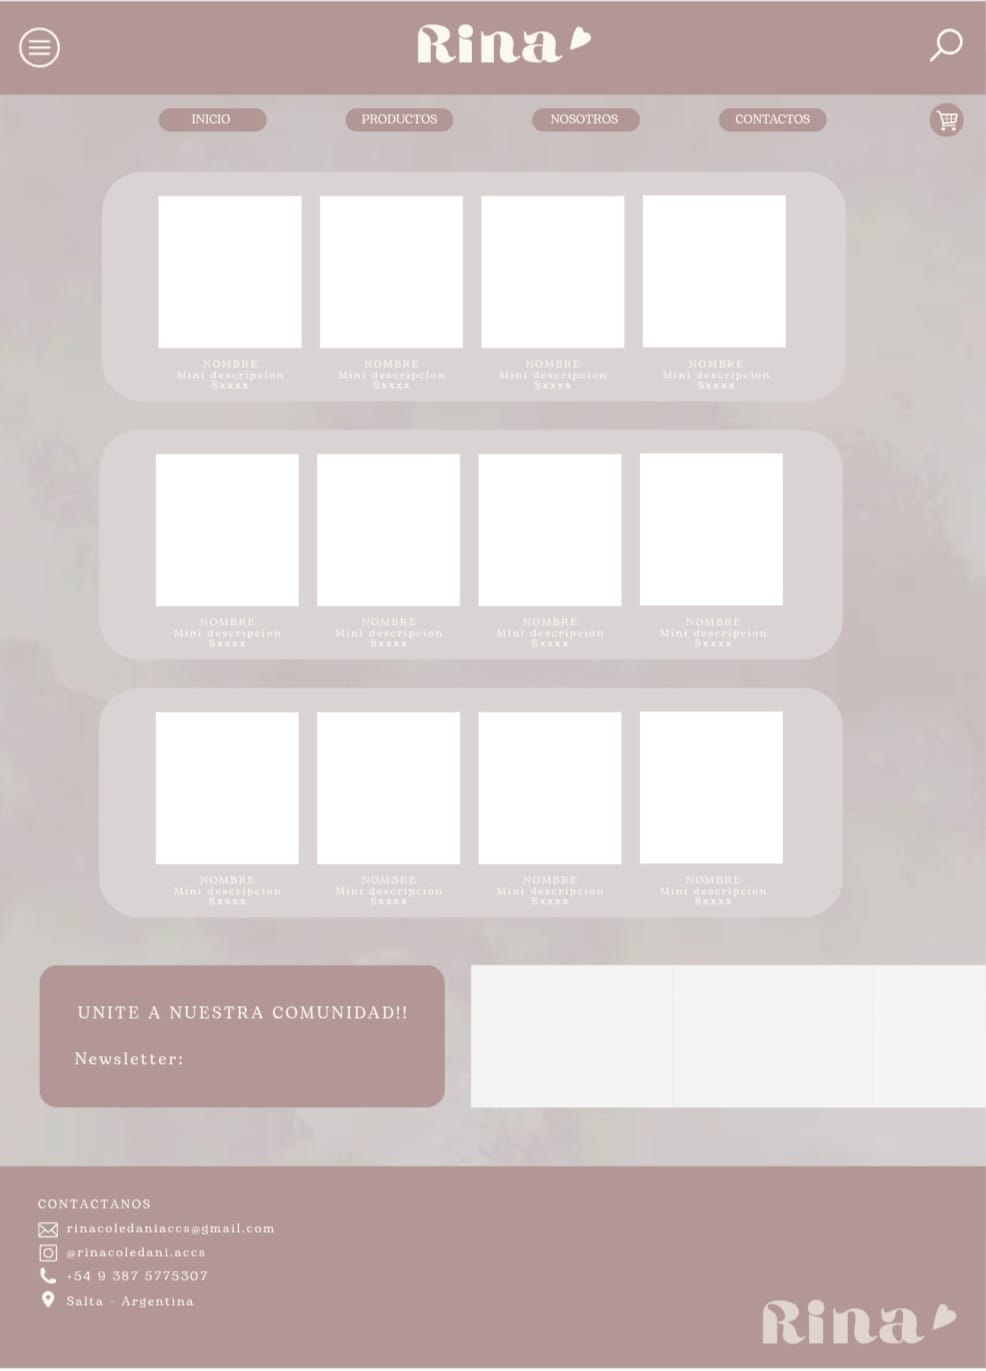 Rina
INICIO PRODUCTOS NOSOTROS CONTACTOS
NOMBRE NOMBRE NOMBRE NOMBRE
Mini descripcion Mini descripcion Mini descripcion Mini descripcion
$xxxx $xxxx $xxxx $xxxx
NOMBRE NOMBRE NOMBRE NOMBRE
Mini descripcion Mini descripcion Mini descripcion Mini descripcion
$xxxx $xxxx $xxxx $xxxx
NOMBRE NOMBRE NOMBRE NOMBRE
Mini descripcion Mini descripcion Mini descripcion Mini descripcion
$xxxx $xxxx $xxxx $xxxx
UNITE A NUESTRA COMUNIDAD!!
Newsletter:
CONTACTANOS
rinacoledaniaccs@gmail.com
@rinacoledani.accs
+54 9 387 5775307
Salta - Argentina
Rina